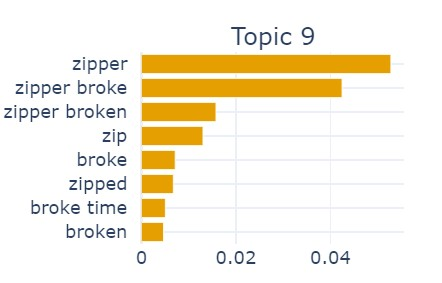 Topic 9
zipper
zipper broke
zipper broken
zip
broke
zipped
broke time
broken
0 0.02 0.04